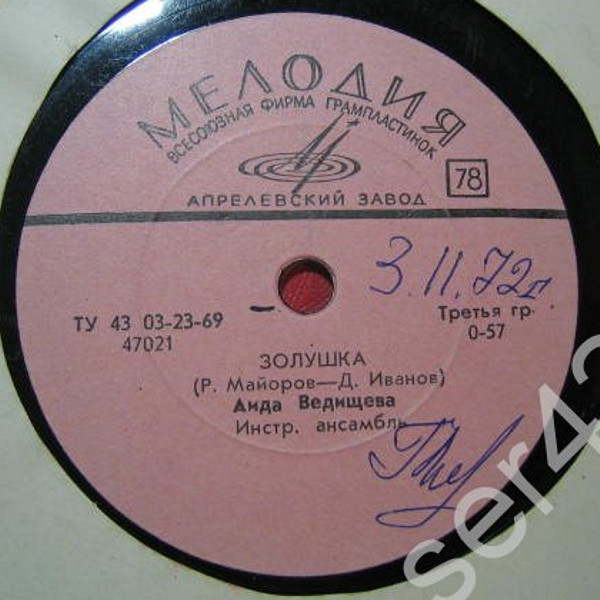 МЕЛОДИЯ
ВСЕСОЮЗНАЯ ФИРМА ГРАМПЛАСТИНОК
78
АПРЕЛЕВСКИЙ ЗАВОД
3.11.72г
ТУ 43 03-23-69
47021
Третья гр.
0-57
ЗОЛУШКА
(Р. Майоров—Д. Иванов)
Аида Ведищева
Инстр. ансамбль
ser42